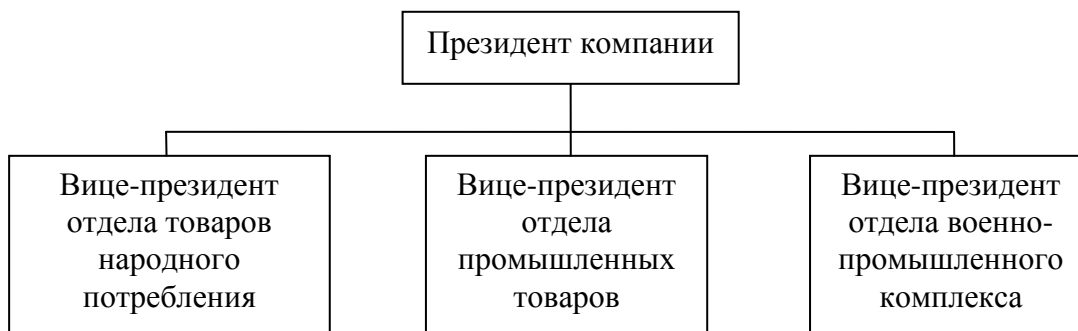 Президент компании
Вице-президент
отдела товаров
народного
потребления
Вице-президент
отдела
промышленных
товаров
Вице-президент
отдела военно-
промышленного
комплекса